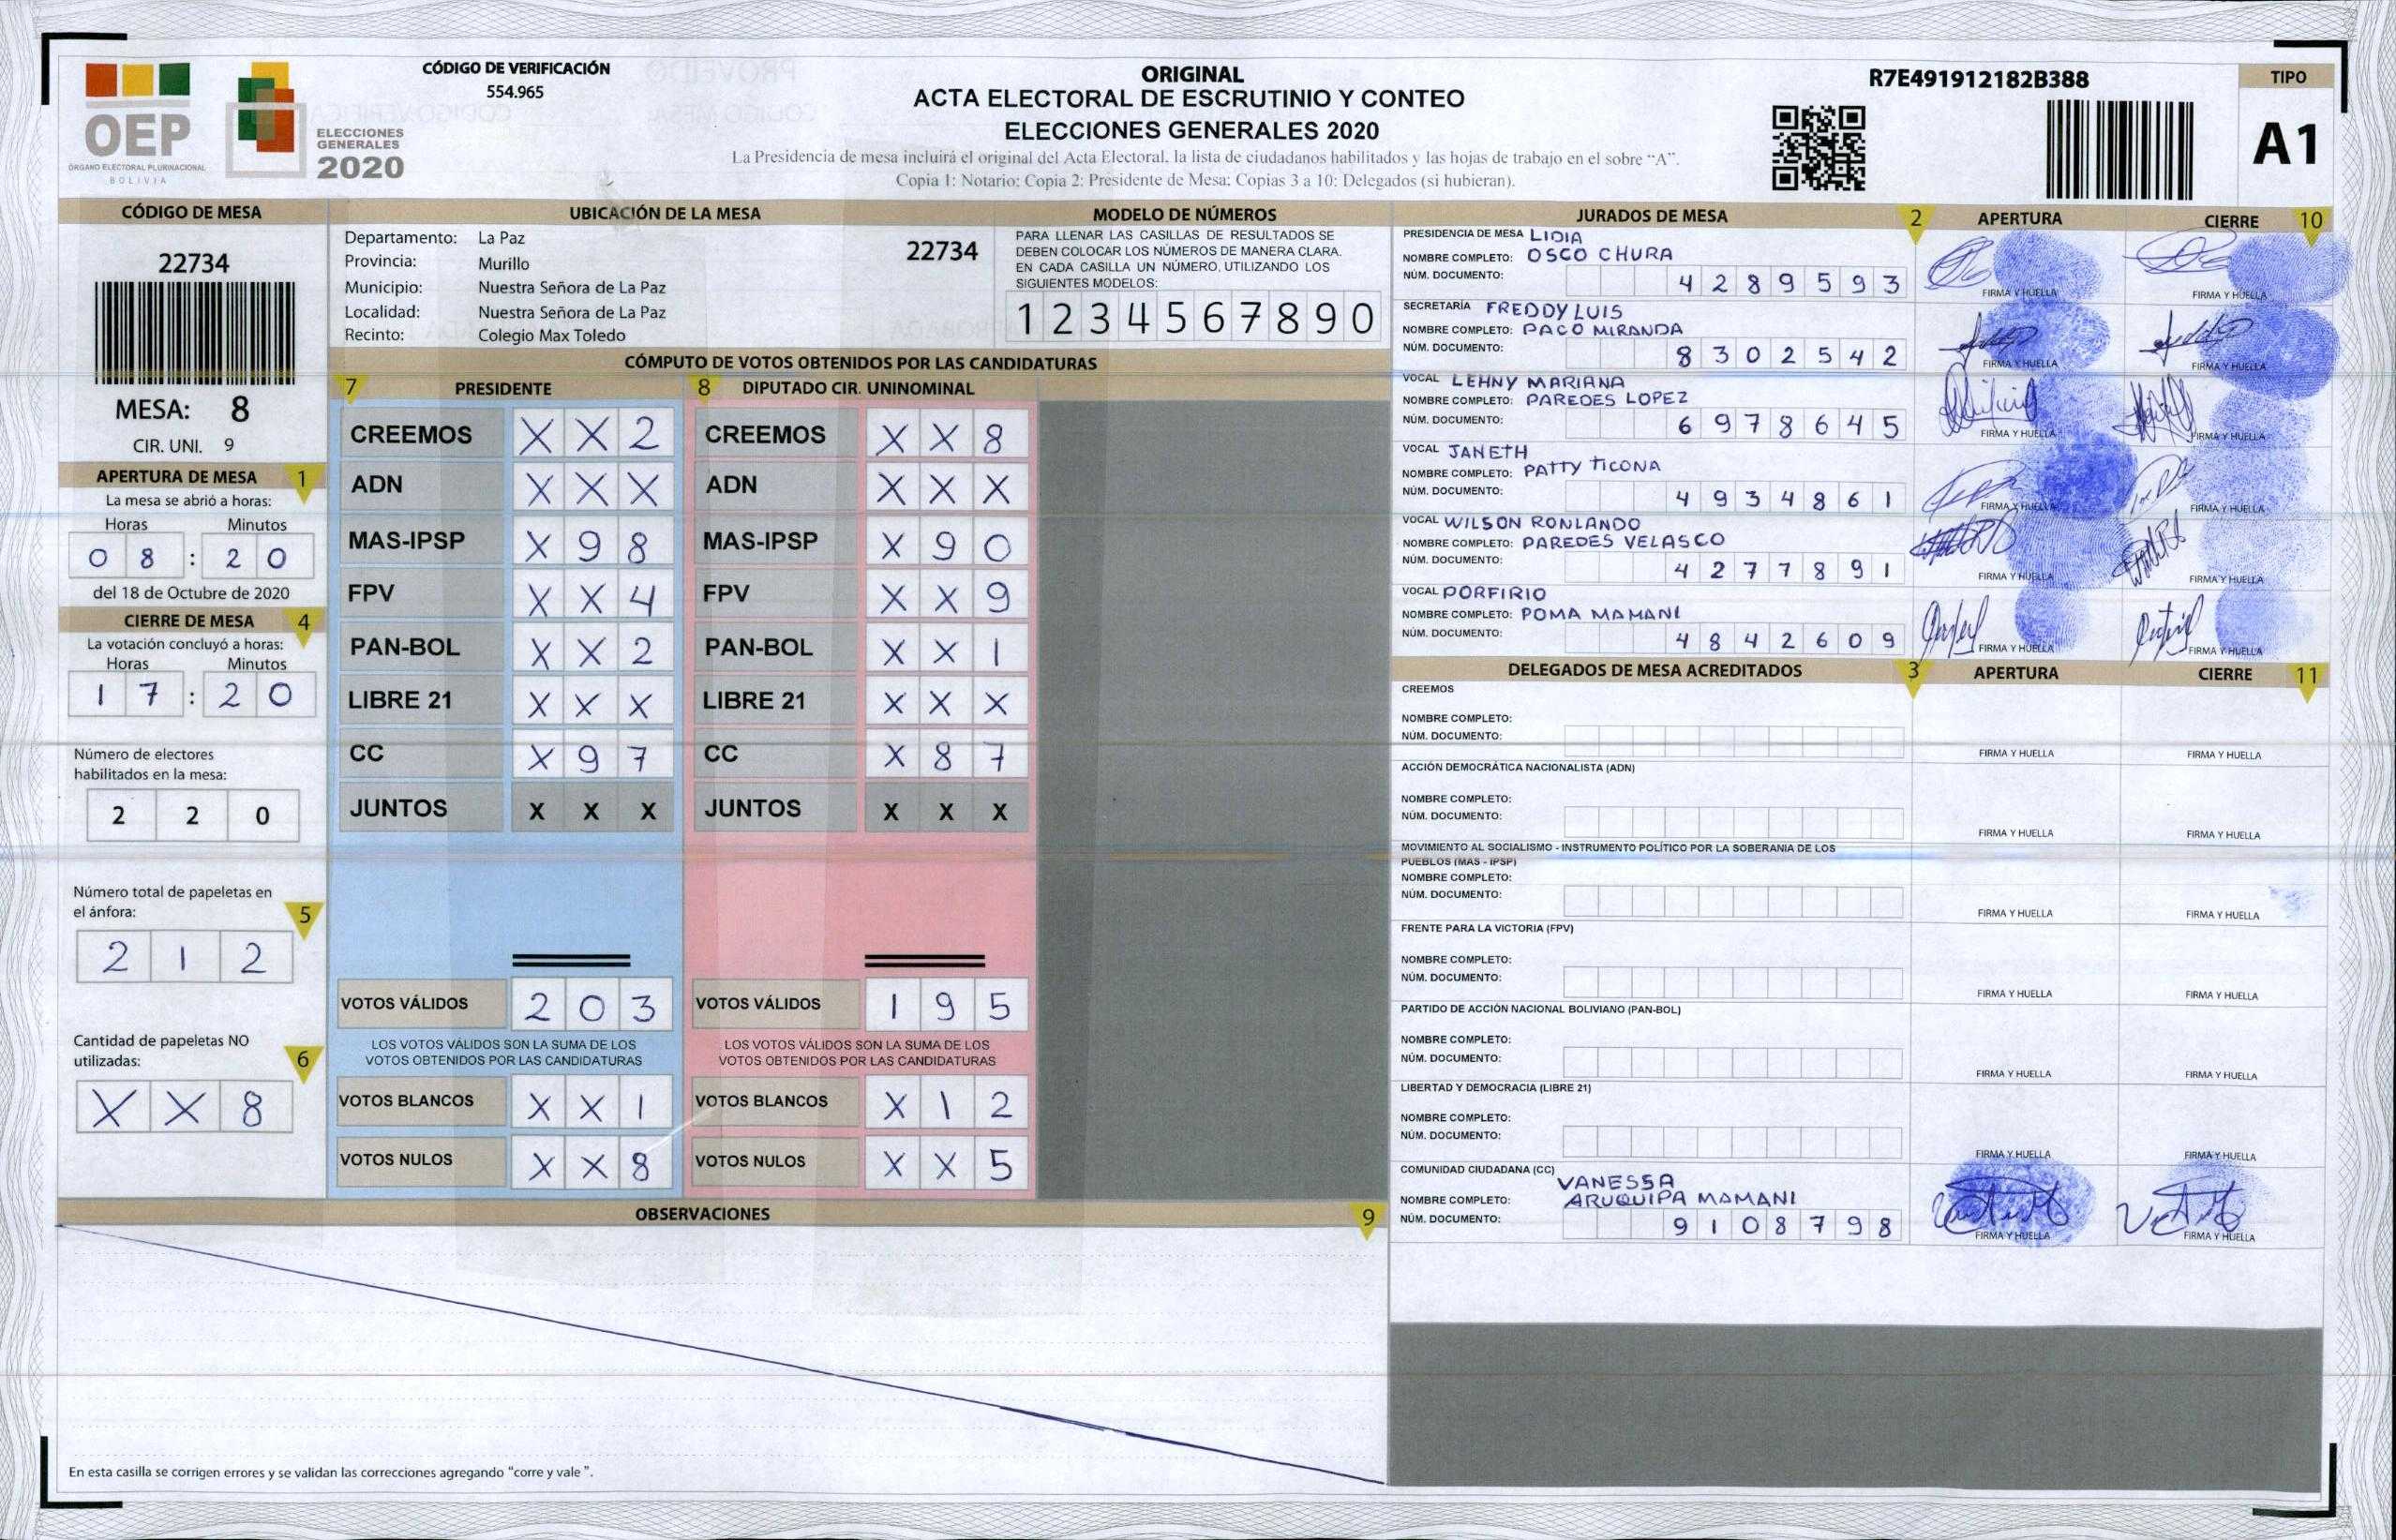 CÓDIGO DE VERIFICACIÓN
554.965
OEP
ÓRGANO ELECTORAL PLURINACIONAL
BOLIVIA
ELECCIONES
GENERALES
2020
ORIGINAL
ACTA ELECTORAL DE ESCRUTINIO Y CONTEO
ELECCIONES GENERALES 2020
La Presidencia de mesa incluirá el original del Acta Electoral, la lista de ciudadanos habilitados y las hojas de trabajo en el sobre “A”.
Copia 1: Notario; Copia 2: Presidente de Mesa; Copias 3 a 10: Delegados (si hubieran).
R7E491912182B388
TIPO
A1
CÓDIGO DE MESA
22734
MESA: 8
CIR. UNI. 9
APERTURA DE MESA 1
La mesa se abrió a horas:
Horas Minutos
0 8 : 2 0
del 18 de Octubre de 2020
CIERRE DE MESA 4
La votación concluyó a horas:
Horas Minutos
1 7 : 2 0
Número de electores
habilitados en la mesa:
2 2 0
Número total de papeletas en
el ánfora: 5
2 1 2
Cantidad de papeletas NO
utilizadas: 6
X X 8
UBICACIÓN DE LA MESA
Departamento: La Paz 22734
Provincia: Murillo
Municipio: Nuestra Señora de La Paz
Localidad: Nuestra Señora de La Paz
Recinto: Colegio Max Toledo
MODELO DE NÚMEROS
PARA LLENAR LAS CASILLAS DE RESULTADOS SE
DEBEN COLOCAR LOS NÚMEROS DE MANERA CLARA.
EN CADA CASILLA UN NÚMERO, UTILIZANDO LOS
SIGUIENTES MODELOS:
1 2 3 4 5 6 7 8 9 0
CÓMPUTO DE VOTOS OBTENIDOS POR LAS CANDIDATURAS
7 PRESIDENTE
CREEMOS X X 2
ADN X X X
MAS-IPSP X 9 8
FPV X X 4
PAN-BOL X X 2
LIBRE 21 X X X
CC X 9 7
JUNTOS X X X
VOTOS VÁLIDOS 2 0 3
LOS VOTOS VÁLIDOS SON LA SUMA DE LOS
VOTOS OBTENIDOS POR LAS CANDIDATURAS
VOTOS BLANCOS X X 1
VOTOS NULOS X X 8
8 DIPUTADO CIR. UNINOMINAL
CREEMOS X X 8
ADN X X X
MAS-IPSP X 9 0
FPV X X 9
PAN-BOL X X 1
LIBRE 21 X X X
CC X 8 7
JUNTOS X X X
VOTOS VÁLIDOS 1 9 5
LOS VOTOS VÁLIDOS SON LA SUMA DE LOS
VOTOS OBTENIDOS POR LAS CANDIDATURAS
VOTOS BLANCOS X 1 2
VOTOS NULOS X X 5
OBSERVACIONES 9
En esta casilla se corrigen errores y se validan las correcciones agregando “corre y vale”.
JURADOS DE MESA 2 APERTURA CIERRE 10
PRESIDENCIA DE MESA LIDIA
NOMBRE COMPLETO: OSCO CHURA
NÚM. DOCUMENTO: 4 2 8 9 5 9 3
FIRMA Y HUELLA FIRMA Y HUELLA
SECRETARÍA FREDDY LUIS
NOMBRE COMPLETO: PACO MIRANDA
NÚM. DOCUMENTO: 8 3 0 2 5 4 2
FIRMA Y HUELLA FIRMA Y HUELLA
VOCAL LEHNY MARIANA
NOMBRE COMPLETO: PAREDES LOPEZ
NÚM. DOCUMENTO: 6 9 7 8 6 4 5
FIRMA Y HUELLA FIRMA Y HUELLA
VOCAL JANETH
NOMBRE COMPLETO: PATTY TICONA
NÚM. DOCUMENTO: 4 9 3 4 8 6 1
FIRMA Y HUELLA FIRMA Y HUELLA
VOCAL WILSON RONLANDO
NOMBRE COMPLETO: PAREDES VELASCO
NÚM. DOCUMENTO: 4 2 7 7 8 9 1
FIRMA Y HUELLA FIRMA Y HUELLA
VOCAL PORFIRIO
NOMBRE COMPLETO: POMA MAMANI
NÚM. DOCUMENTO: 4 8 4 2 6 0 9
FIRMA Y HUELLA FIRMA Y HUELLA
DELEGADOS DE MESA ACREDITADOS 3 APERTURA CIERRE 11
CREEMOS
NOMBRE COMPLETO:
NÚM. DOCUMENTO:
FIRMA Y HUELLA FIRMA Y HUELLA
ACCIÓN DEMOCRÁTICA NACIONALISTA (ADN)
NOMBRE COMPLETO:
NÚM. DOCUMENTO:
FIRMA Y HUELLA FIRMA Y HUELLA
MOVIMIENTO AL SOCIALISMO - INSTRUMENTO POLÍTICO POR LA SOBERANIA DE LOS
PUEBLOS (MAS - IPSP)
NOMBRE COMPLETO:
NÚM. DOCUMENTO:
FIRMA Y HUELLA FIRMA Y HUELLA
FRENTE PARA LA VICTORIA (FPV)
NOMBRE COMPLETO:
NÚM. DOCUMENTO:
FIRMA Y HUELLA FIRMA Y HUELLA
PARTIDO DE ACCIÓN NACIONAL BOLIVIANO (PAN-BOL)
NOMBRE COMPLETO:
NÚM. DOCUMENTO:
FIRMA Y HUELLA FIRMA Y HUELLA
LIBERTAD Y DEMOCRACIA (LIBRE 21)
NOMBRE COMPLETO:
NÚM. DOCUMENTO:
FIRMA Y HUELLA FIRMA Y HUELLA
COMUNIDAD CIUDADANA (CC) VANESSA
NOMBRE COMPLETO: ARUQUIPA MAMANI
NÚM. DOCUMENTO: 9 1 0 8 7 9 8
FIRMA Y HUELLA FIRMA Y HUELLA